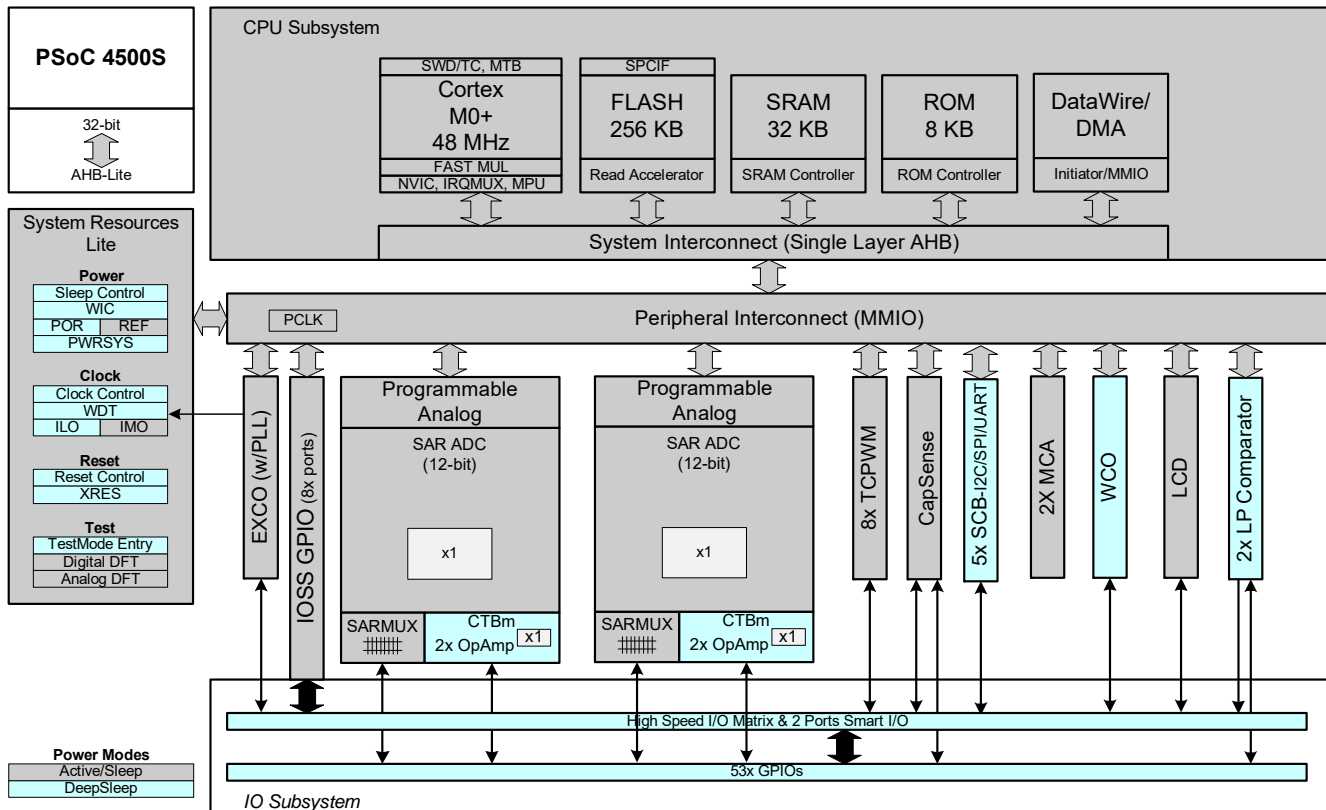 PSoC 4500S
32-bit
AHB-Lite
CPU Subsystem
SWD/TC, MTB
Cortex
M0+
48 MHz
FAST MUL
NVIC, IRQMUX, MPU
SPCIF
FLASH
256 KB
Read Accelerator
SRAM
32 KB
SRAM Controller
ROM
8 KB
ROM Controller
DataWire/
DMA
Initiator/MMIO
System Interconnect (Single Layer AHB)
System Resources
Lite
Power
Sleep Control
WIC
POR REF
PWRSYS
Clock
Clock Control
WDT
ILO IMO
Reset
Reset Control
XRES
Test
TestMode Entry
Digital DFT
Analog DFT
PCLK
Peripheral Interconnect (MMIO)
EXCO (w/PLL)
IOSS GPIO (8x ports)
Programmable
Analog
SAR ADC
(12-bit)
x1
SARMUX
CTBm
2x OpAmp x1
Programmable
Analog
SAR ADC
(12-bit)
x1
SARMUX
CTBm
2x OpAmp x1
8x TCPWM
CapSense
5x SCB-I2C/SPI/UART
2X MCA
WCO
LCD
2x LP Comparator
High Speed I/O Matrix & 2 Ports Smart I/O
53x GPIOs
IO Subsystem
Power Modes
Active/Sleep
DeepSleep